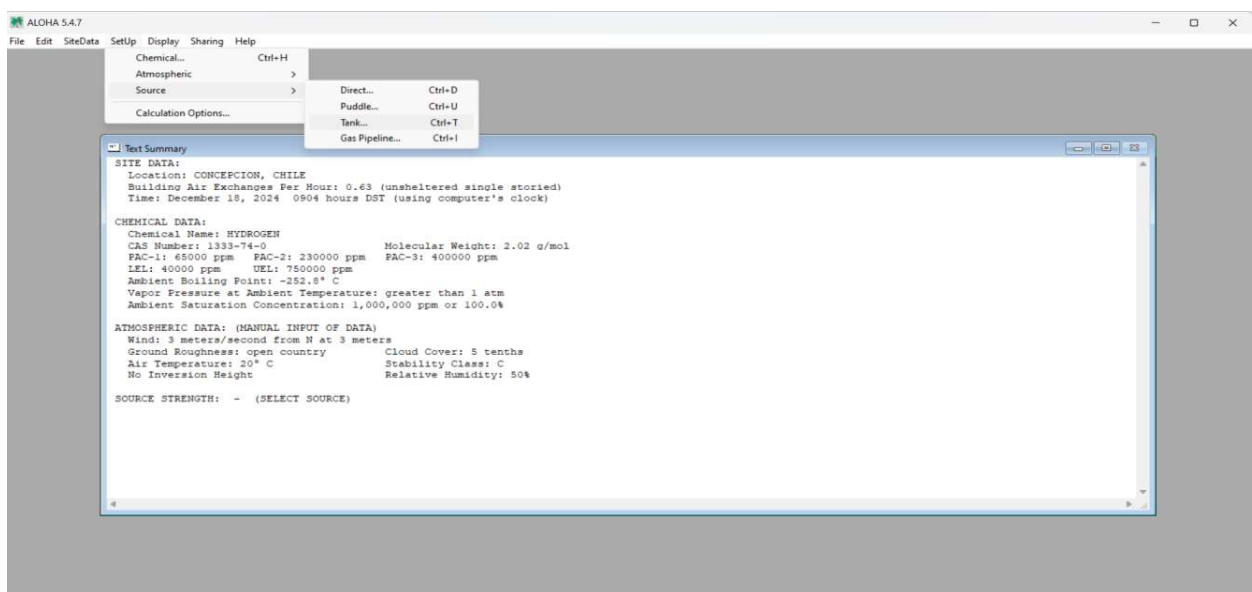 ALOHA 5.4.7
File Edit SiteData SetUp Display Sharing Help
Chemical... Ctrl+H
Atmospheric >
Source >
Calculation Options...
Direct... Ctrl+D
Puddle... Ctrl+U
Tank... Ctrl+T
Gas Pipeline... Ctrl+I
Text Summary
SITE DATA:
Location: CONCEPCION, CHILE
Building Air Exchanges Per Hour: 0.63 (unsheltered single storied)
Time: December 18, 2024 0904 hours DST (using computer's clock)
CHEMICAL DATA:
Chemical Name: HYDROGEN
CAS Number: 1333-74-0 Molecular Weight: 2.02 g/mol
PAC-1: 65000 ppm PAC-2: 230000 ppm PAC-3: 400000 ppm
LEL: 40000 ppm UEL: 750000 ppm
Ambient Boiling Point: -252.8° C
Vapor Pressure at Ambient Temperature: greater than 1 atm
Ambient Saturation Concentration: 1,000,000 ppm or 100.0%
ATMOSPHERIC DATA: (MANUAL INPUT OF DATA)
Wind: 3 meters/second from N at 3 meters
Ground Roughness: open country Cloud Cover: 5 tenths
Air Temperature: 20° C Stability Class: C
No Inversion Height Relative Humidity: 50%
SOURCE STRENGTH: - (SELECT SOURCE)